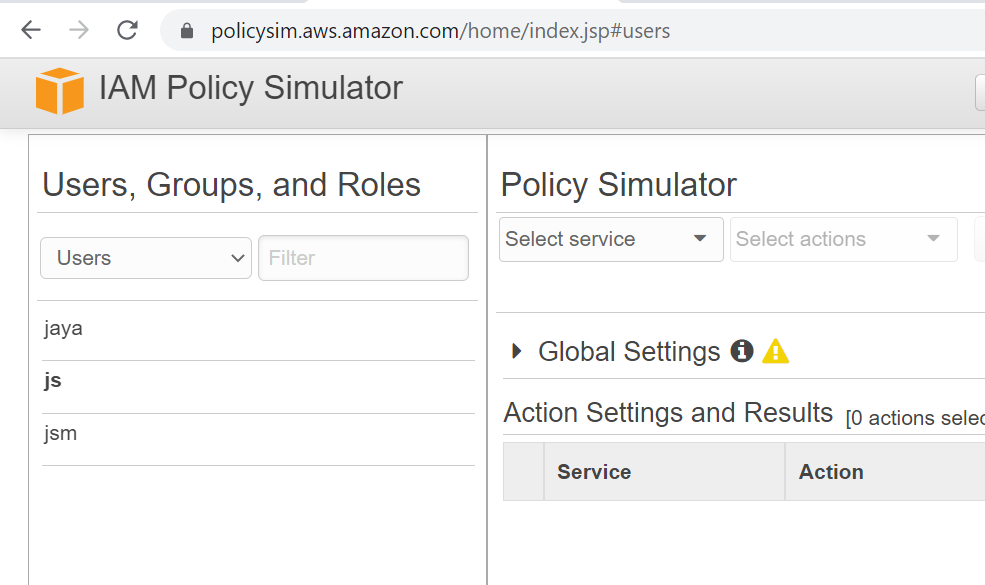 policysim.aws.amazon.com/home/index.jsp#users
IAM Policy Simulator
Users, Groups, and Roles
Users
Filter
jaya
js
jsm
Policy Simulator
Select service
Select actions
Global Settings
Action Settings and Results [0 actions selec
Service
Action